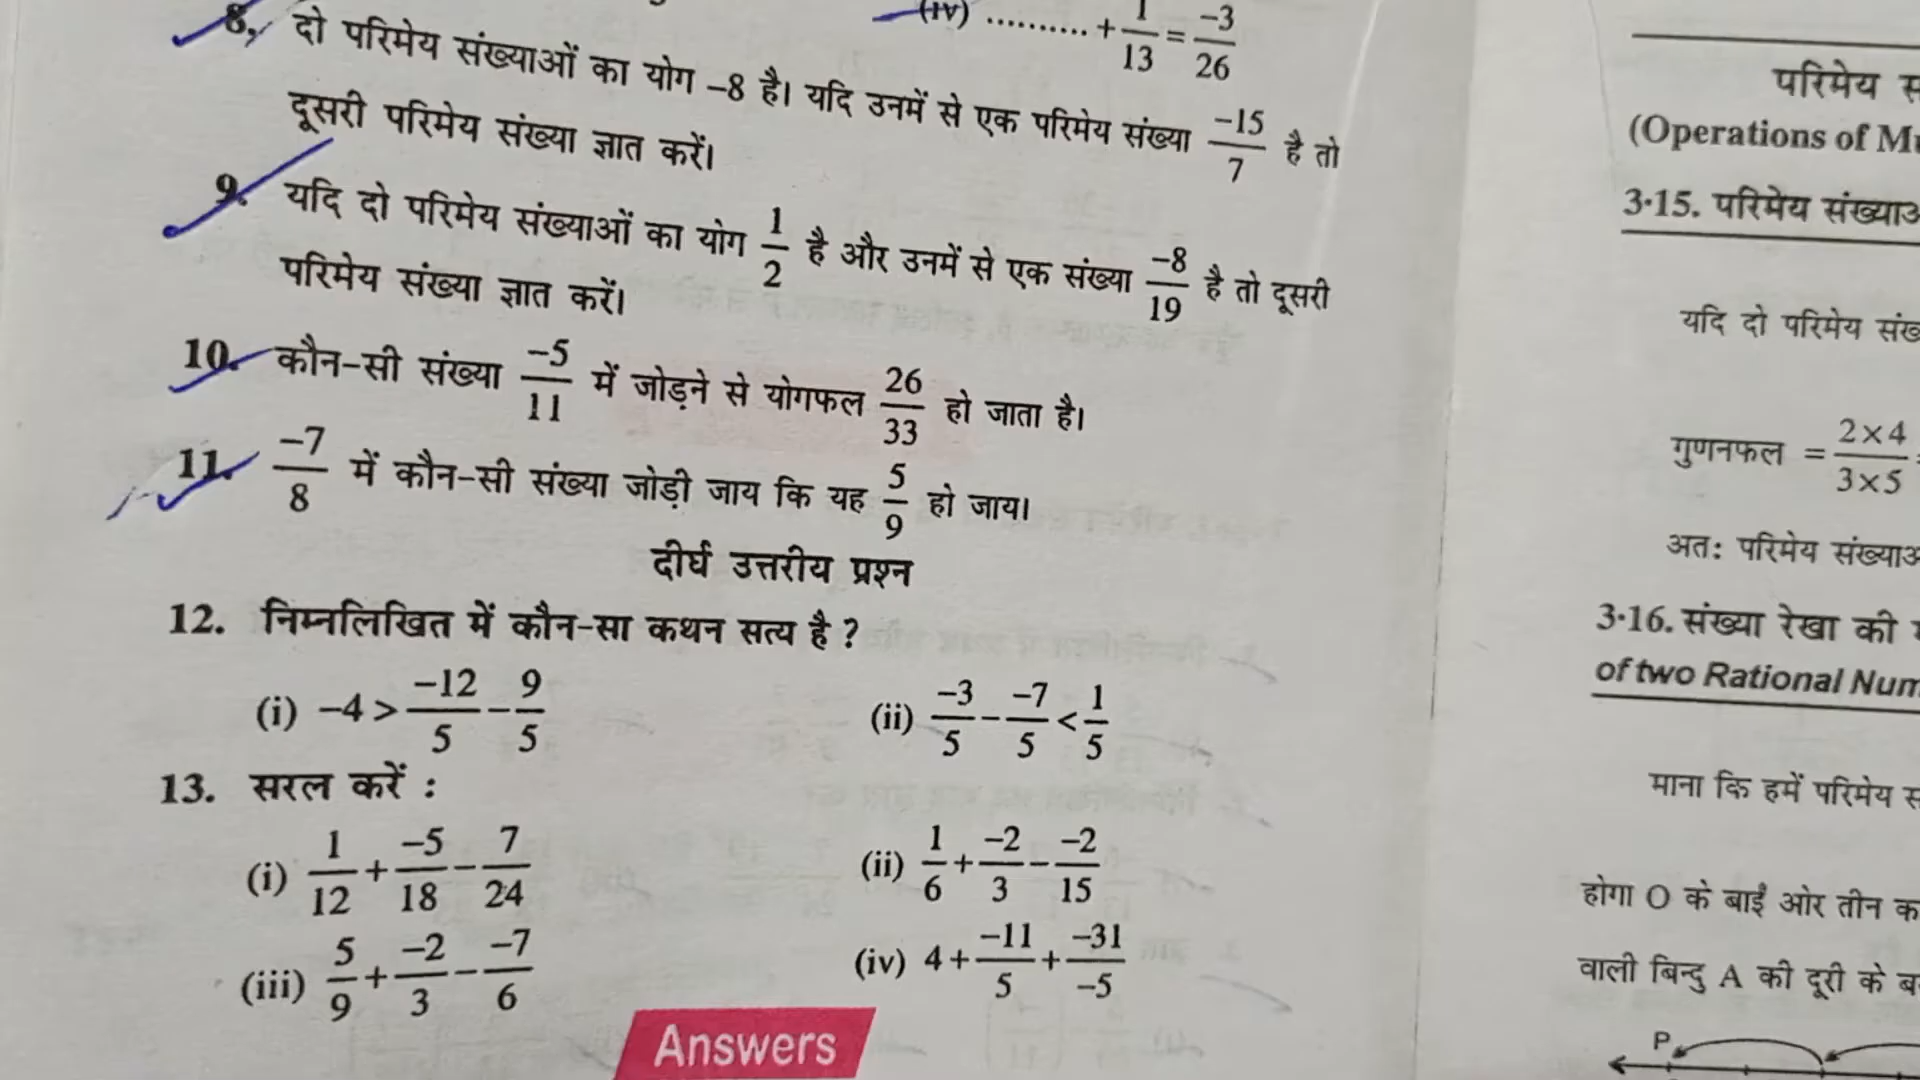 (iv) .......... + 1/13 = -3/26
8. दो परिमेय संख्याओं का योग -8 है। यदि उनमें से एक परिमेय संख्या -15/7 है तो
दूसरी परिमेय संख्या ज्ञात करें।
9. यदि दो परिमेय संख्याओं का योग 1/2 है और उनमें से एक संख्या -8/19 है तो दूसरी
परिमेय संख्या ज्ञात करें।
10. कौन-सी संख्या -5/11 में जोड़ने से योगफल 26/33 हो जाता है।
11. -7/8 में कौन-सी संख्या जोड़ी जाय कि यह 5/9 हो जाय।
दीर्घ उत्तरीय प्रश्न
12. निम्नलिखित में कौन-सा कथन सत्य है ?
(i) -4 > -12/5 - 9/5 (ii) -3/5 - -7/5 < 1/5
13. सरल करें :
(i) 1/12 + -5/18 - 7/24 (ii) 1/6 + -2/3 - -2/15
(iii) 5/9 + -2/3 - -7/6 (iv) 4 + -11/5 + -31/-5
Answers
परिमेय
(Operations of
3·15. परिमेय
यदि दो परिमेय
गुणनफल = 2×4/3×5
अतः परिमेय
3·16. संख्या रेखा की
of two Rational
माना कि हमें परिमेय
होगा O के बाईं ओर तीन
वाली बिन्दु A की दूरी के
P